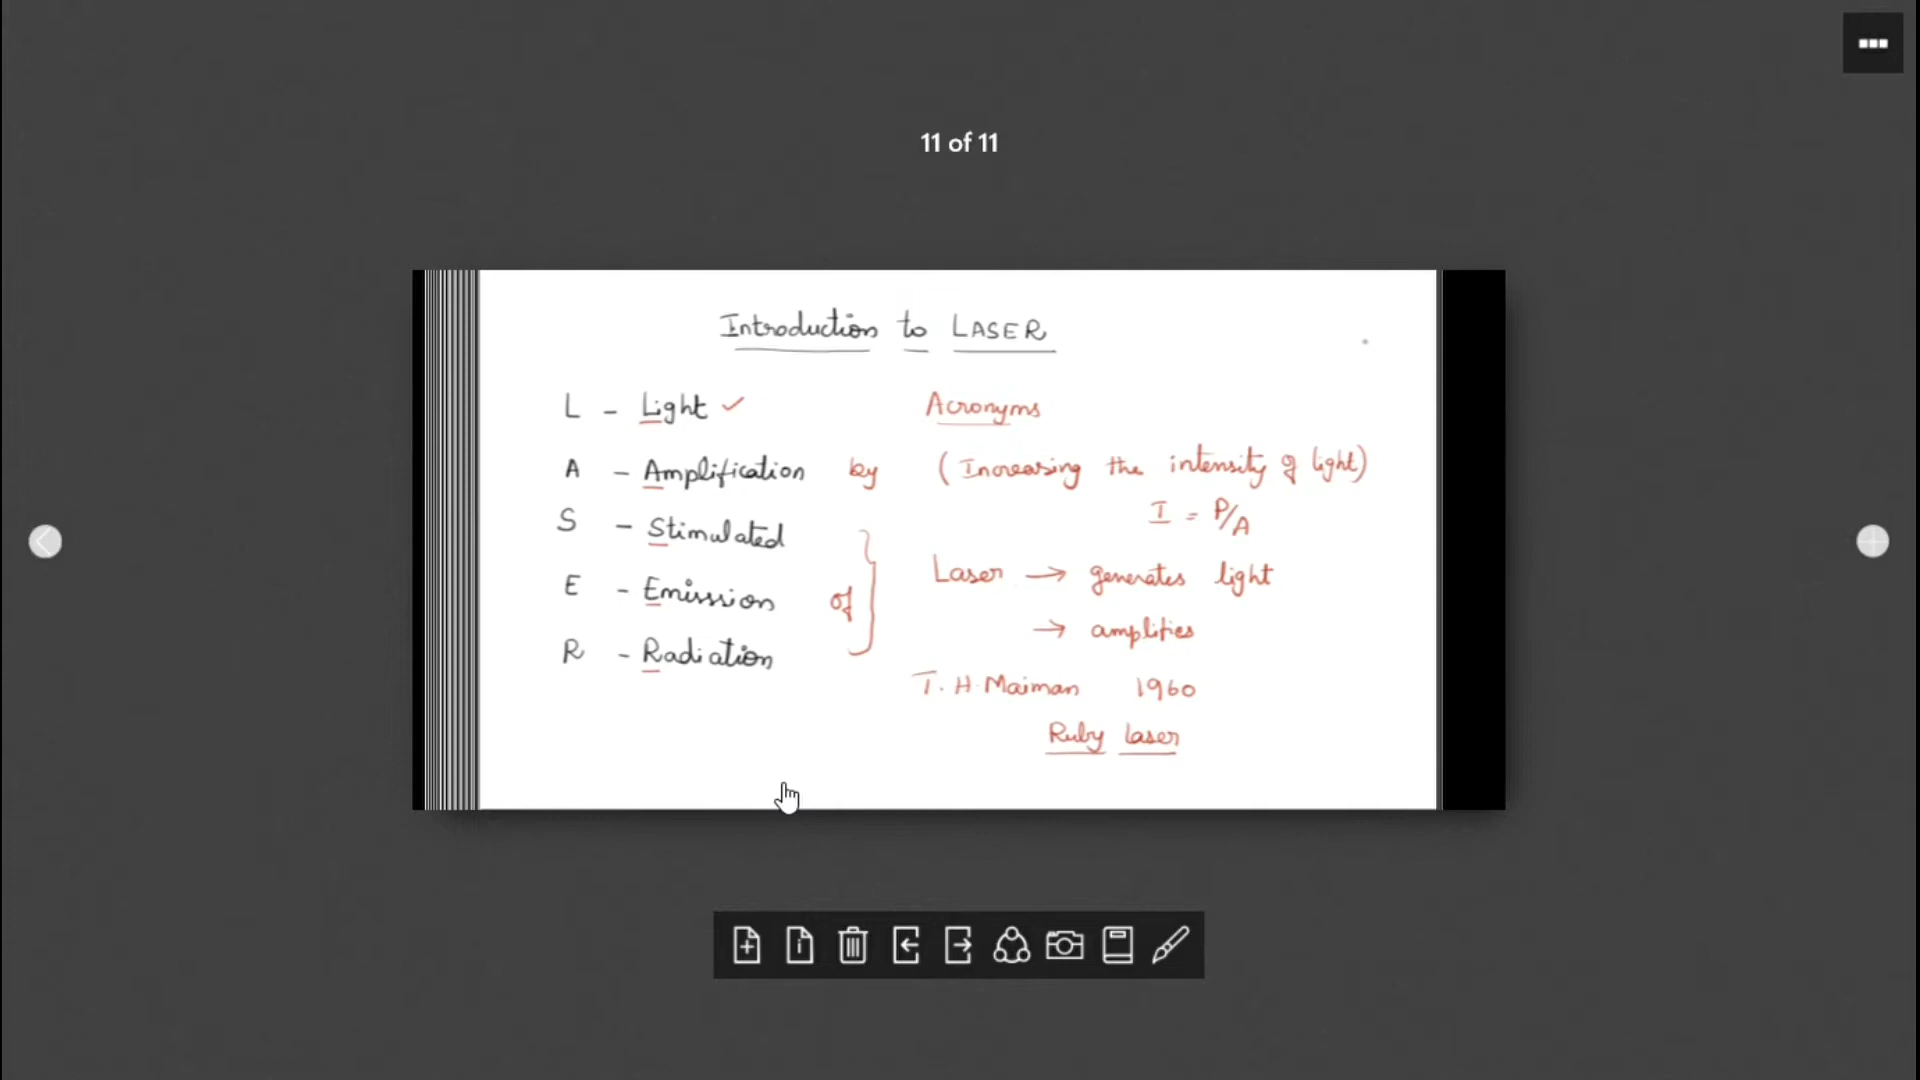 11 of 11
Introduction to LASER
L - Light ✓ Acronyms
A - Amplification by (Increasing the intensity of light)
I = P/A
S - Stimulated
Laser → generates light
E - Emission of
→ amplifies
R - Radiation
T. H. Maiman 1960
Ruby laser